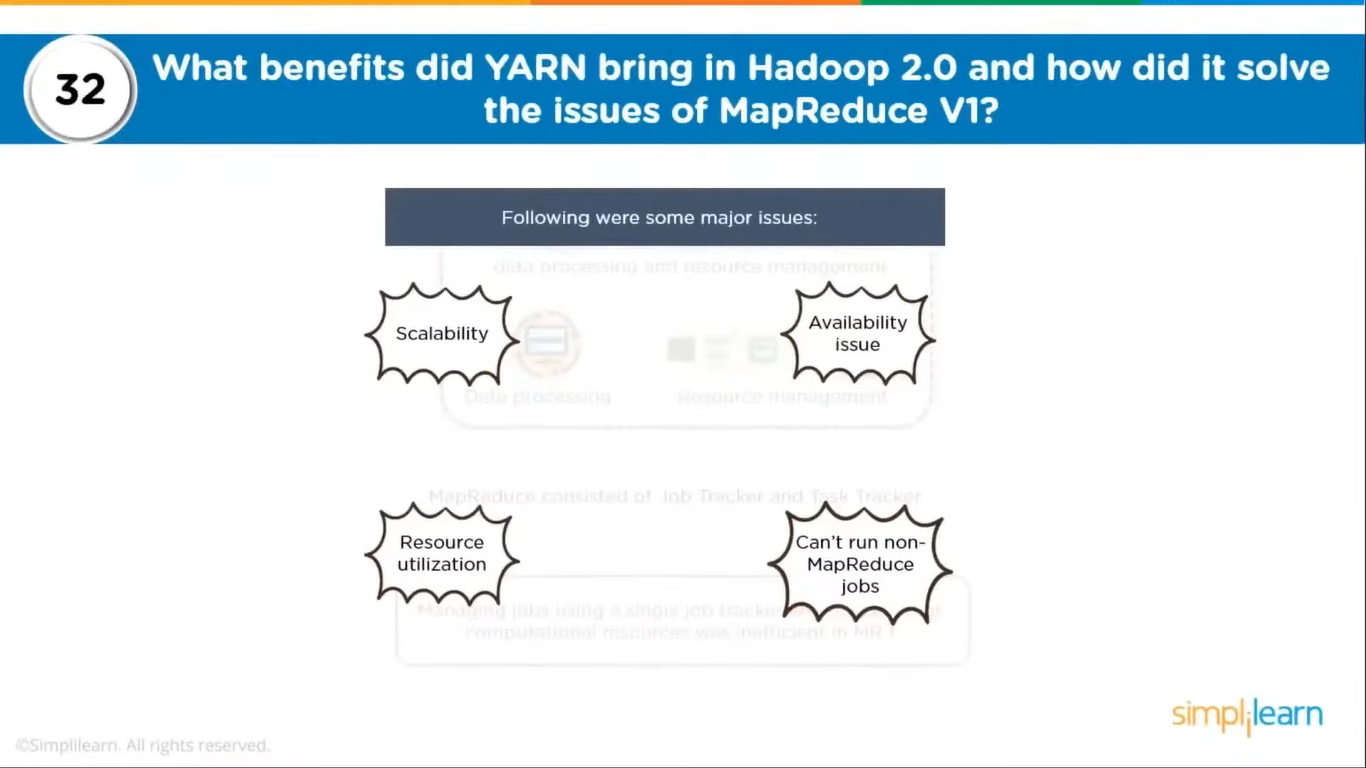 32
What benefits did YARN bring in Hadoop 2.0 and how did it solve
the issues of MapReduce V1?
Following were some major issues:
data processing and resource management
Scalability
Availability
issue
Data processing
Resource management
MapReduce consisted of Job Tracker and Task Tracker
Resource
utilization
Can't run non-
MapReduce
jobs
Managing jobs using a single job tracker
computational resources was inefficient in MR 1
simplilearn
©Simplilearn. All rights reserved.